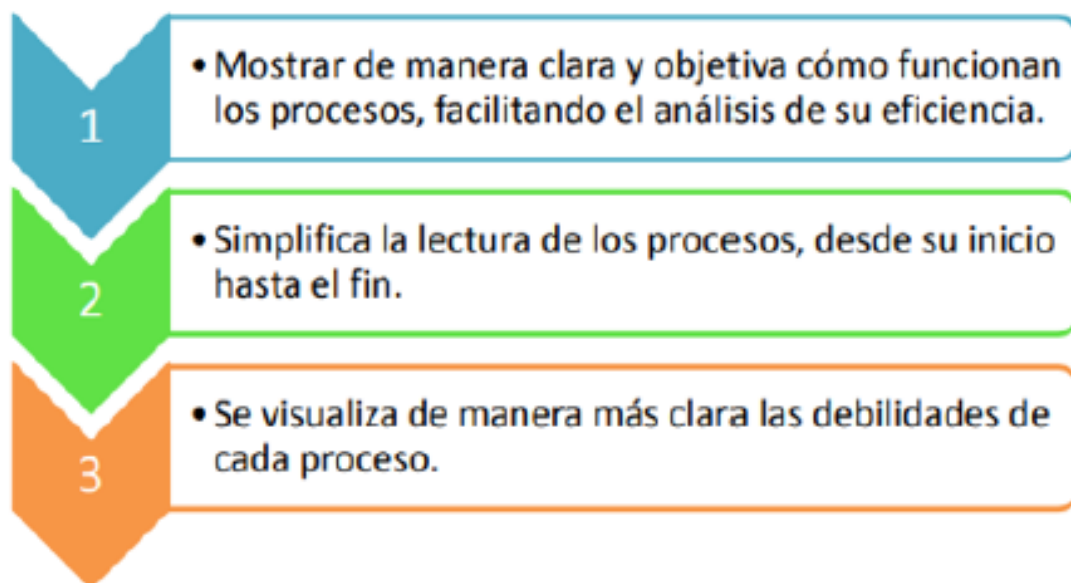 1
• Mostrar de manera clara y objetiva cómo funcionan
los procesos, facilitando el análisis de su eficiencia.
2
• Simplifica la lectura de los procesos, desde su inicio
hasta el fin.
3
• Se visualiza de manera más clara las debilidades de
cada proceso.